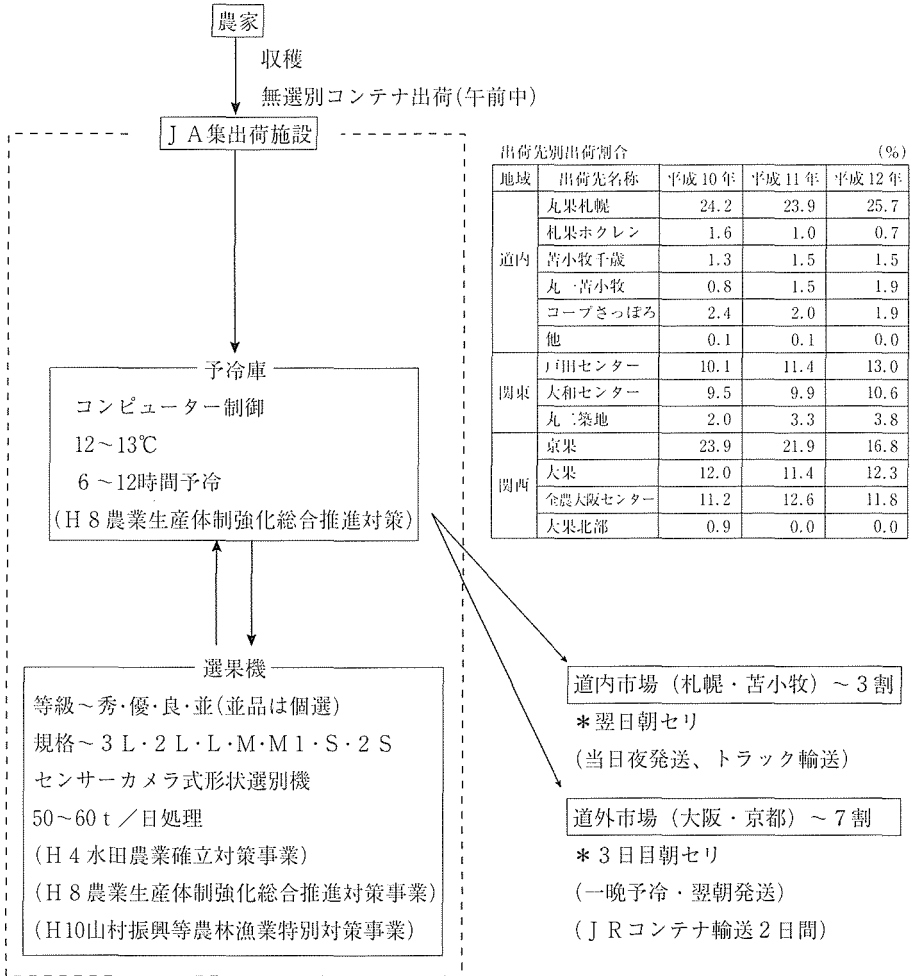 農家
収穫
無選別コンテナ出荷(午前中)
JA集出荷施設
出荷先別出荷割合 (%)
地域 出荷先名称 平成10年 平成11年 平成12年
道内
丸果札幌 24.2 23.9 25.7
札果ホクレン 1.6 1.0 0.7
苫小牧千歳 1.3 1.5 1.5
丸一苫小牧 0.8 1.5 1.9
コープさっぽろ 2.4 2.0 1.9
他 0.1 0.1 0.0
関東
戸田センター 10.1 11.4 13.0
大和センター 9.5 9.9 10.6
丸二築地 2.0 3.3 3.8
関西
京果 23.9 21.9 16.8
大果 12.0 11.4 12.3
全農大阪センター 11.2 12.6 11.8
大果北部 0.9 0.0 0.0
予冷庫
コンピューター制御
12~13℃
6~12時間予冷
(H8農業生産体制強化総合推進対策)
選果機
等級~秀・優・良・並(並品は個選)
規格~3L・2L・L・M・M1・S・2S
センサーカメラ式形状選別機
50~60t/日処理
(H4水田農業確立対策事業)
(H8農業生産体制強化総合推進対策事業)
(H10山村振興等農林漁業特別対策事業)
道内市場(札幌・苫小牧)~3割
*翌日朝セリ
(当日夜発送、トラック輸送)
道外市場(大阪・京都)~7割
*3日目朝セリ
(一晩予冷・翌朝発送)
(JRコンテナ輸送2日間)